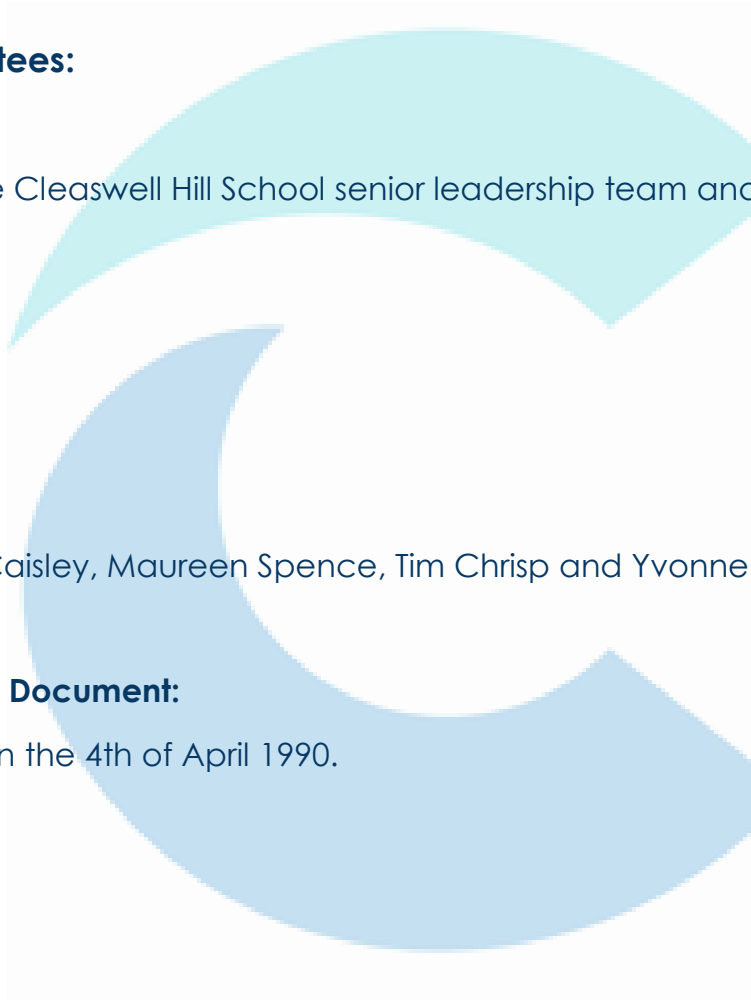 tees:
e Cleaswell Hill School senior leadership team and
Caisley, Maureen Spence, Tim Chrisp and Yvonne
Document:
n the 4th of April 1990.